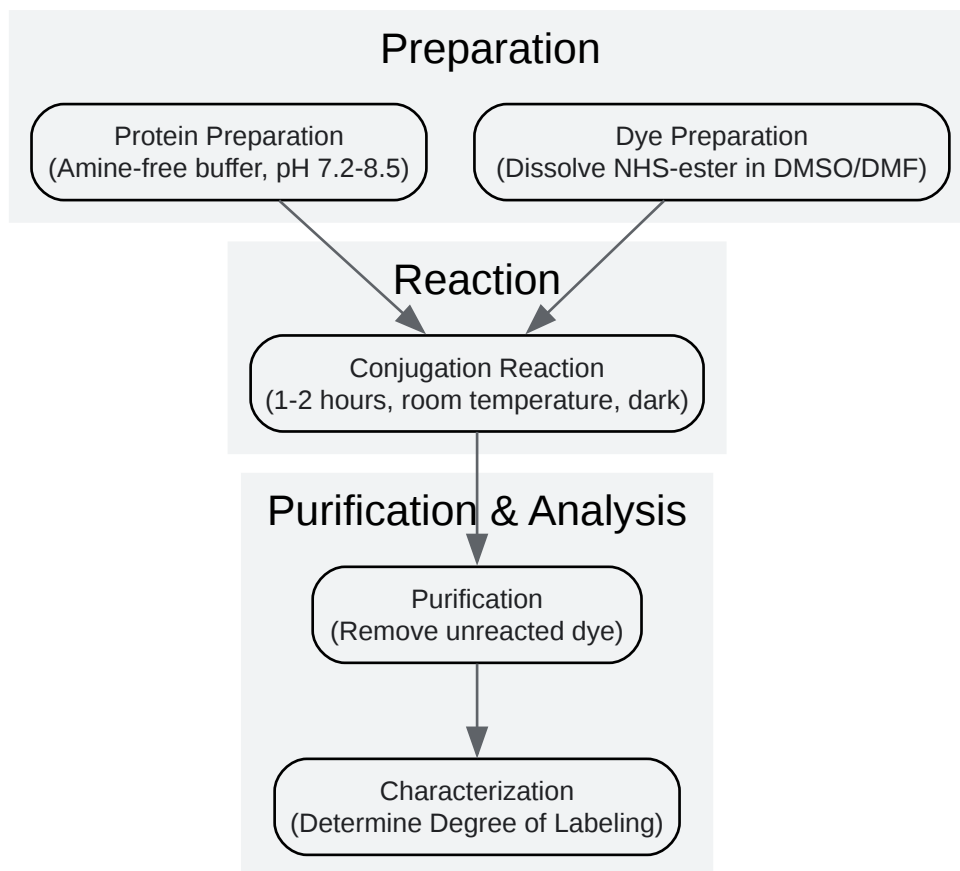 Preparation
Protein Preparation
(Amine-free buffer, pH 7.2-8.5)
Dye Preparation
(Dissolve NHS-ester in DMSO/DMF)
Reaction
Conjugation Reaction
(1-2 hours, room temperature, dark)
Purification & Analysis
Purification
(Remove unreacted dye)
Characterization
(Determine Degree of Labeling)